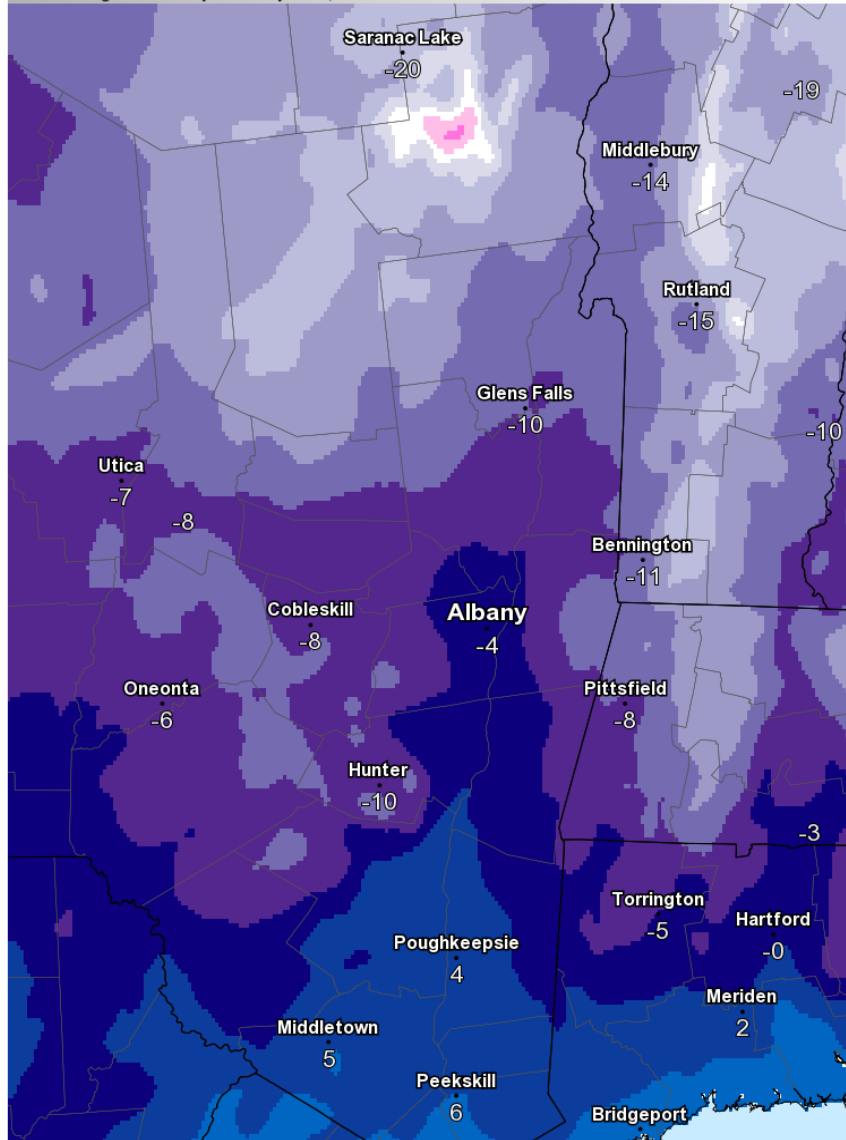 Saranac Lake
-20
-19
Middlebury
-14
Rutland
-15
Glens Falls
-10
-10
Utica
-7
-8
Bennington
-11
Cobleskill
-8
Albany
-4
Oneonta
-6
Pittsfield
-8
Hunter
-10
-3
Torrington
-5
Hartford
-0
Poughkeepsie
4
Meriden
2
Middletown
5
Peekskill
6
Bridgeport